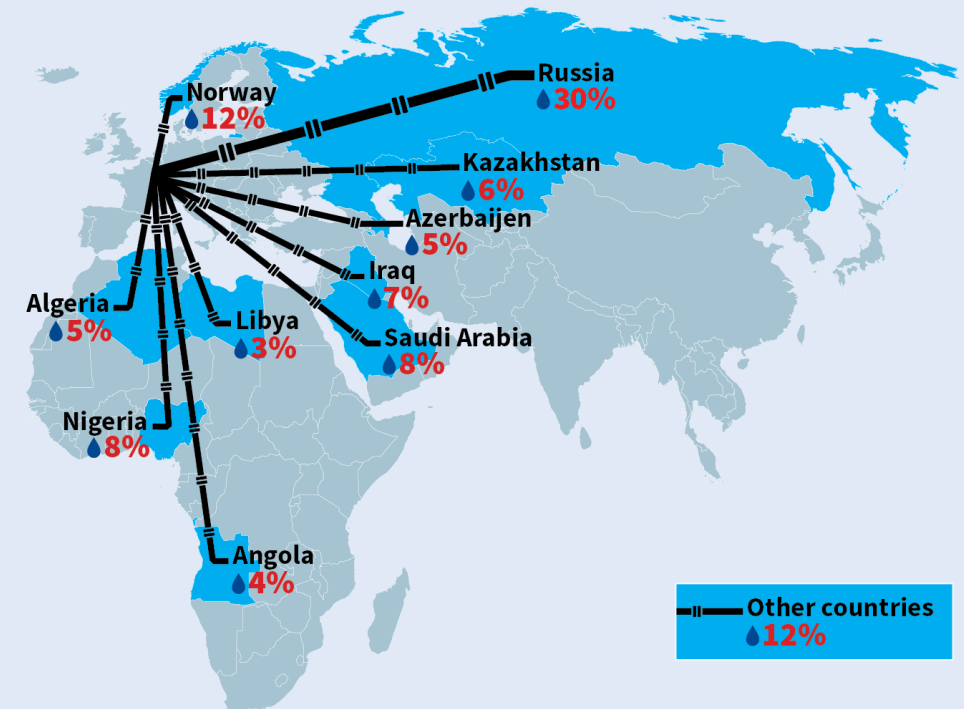 Russia
30%
Norway
12%
Kazakhstan
6%
Azerbaijen
5%
Iraq
7%
Algeria
5%
Libya
3%
Saudi Arabia
8%
Nigeria
8%
Angola
4%
Other countries
12%